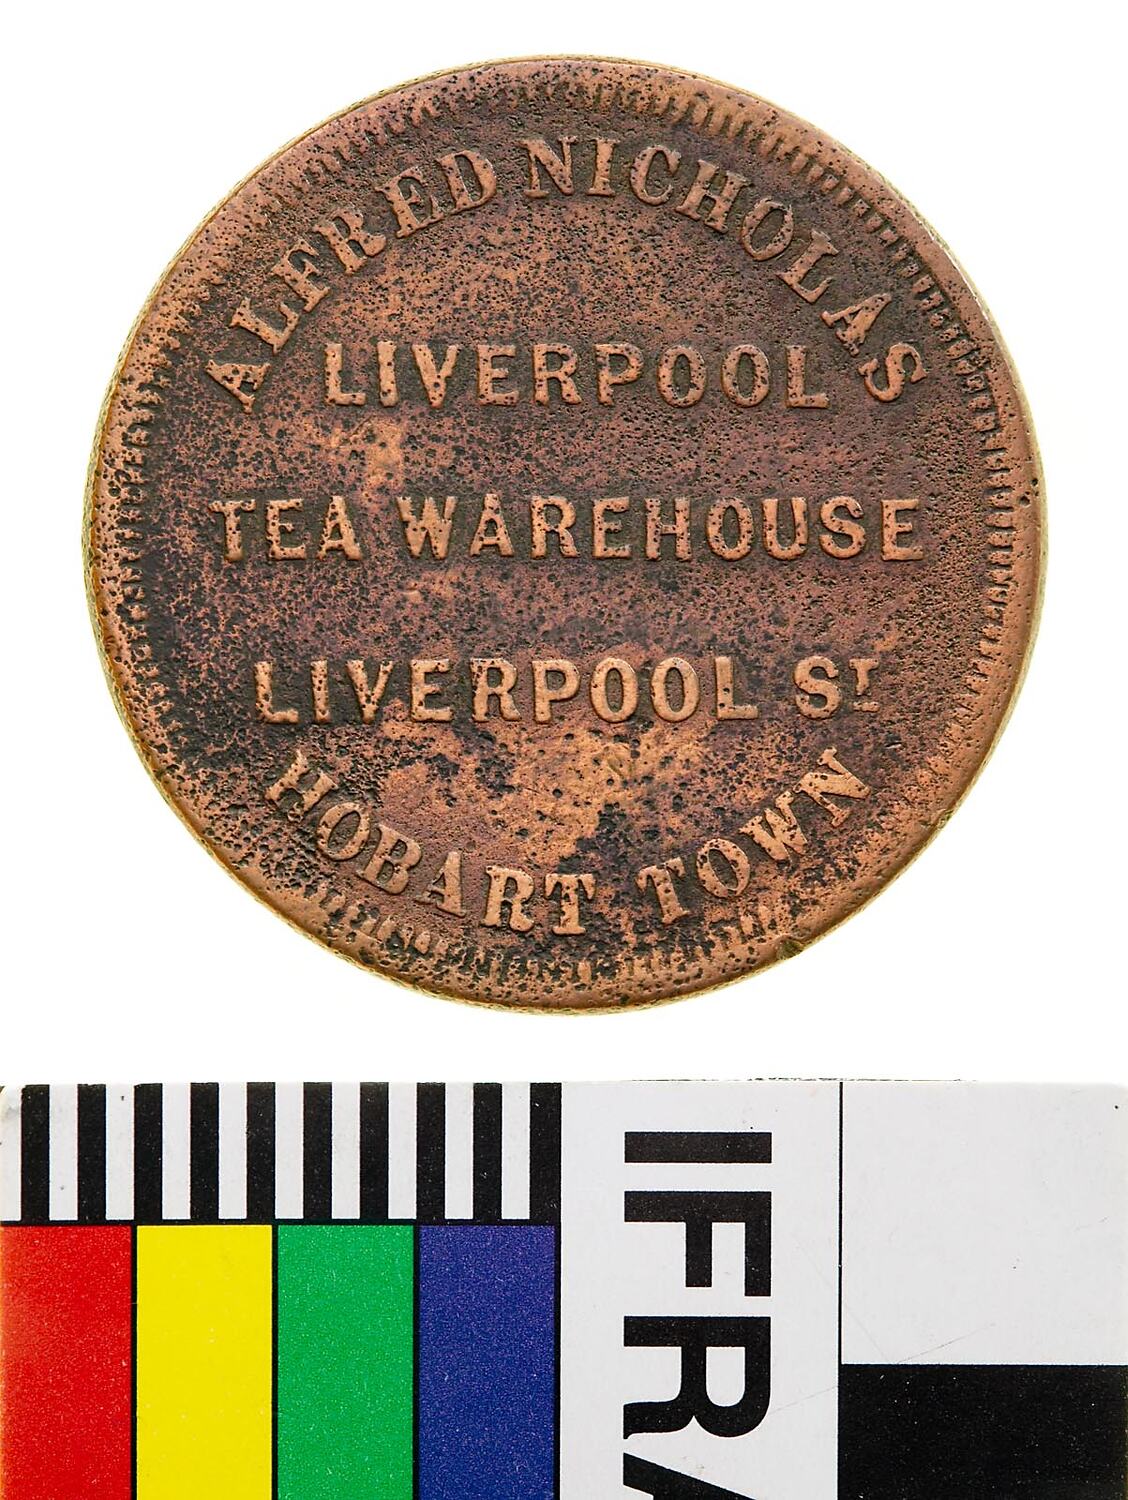 ALFRED NICHOLAS
LIVERPOOL
TEA WAREHOUSE
LIVERPOOL ST
HOBART TOWN
IFRA